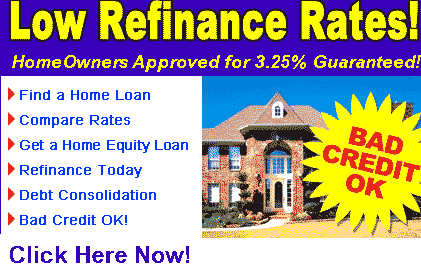 Low Refinance Rates!
HomeOwners Approved for 3.25% Guaranteed!
Find a Home Loan
Compare Rates
Get a Home Equity Loan
Refinance Today
Debt Consolidation
Bad Credit OK!
BAD
CREDIT
OK
Click Here Now!